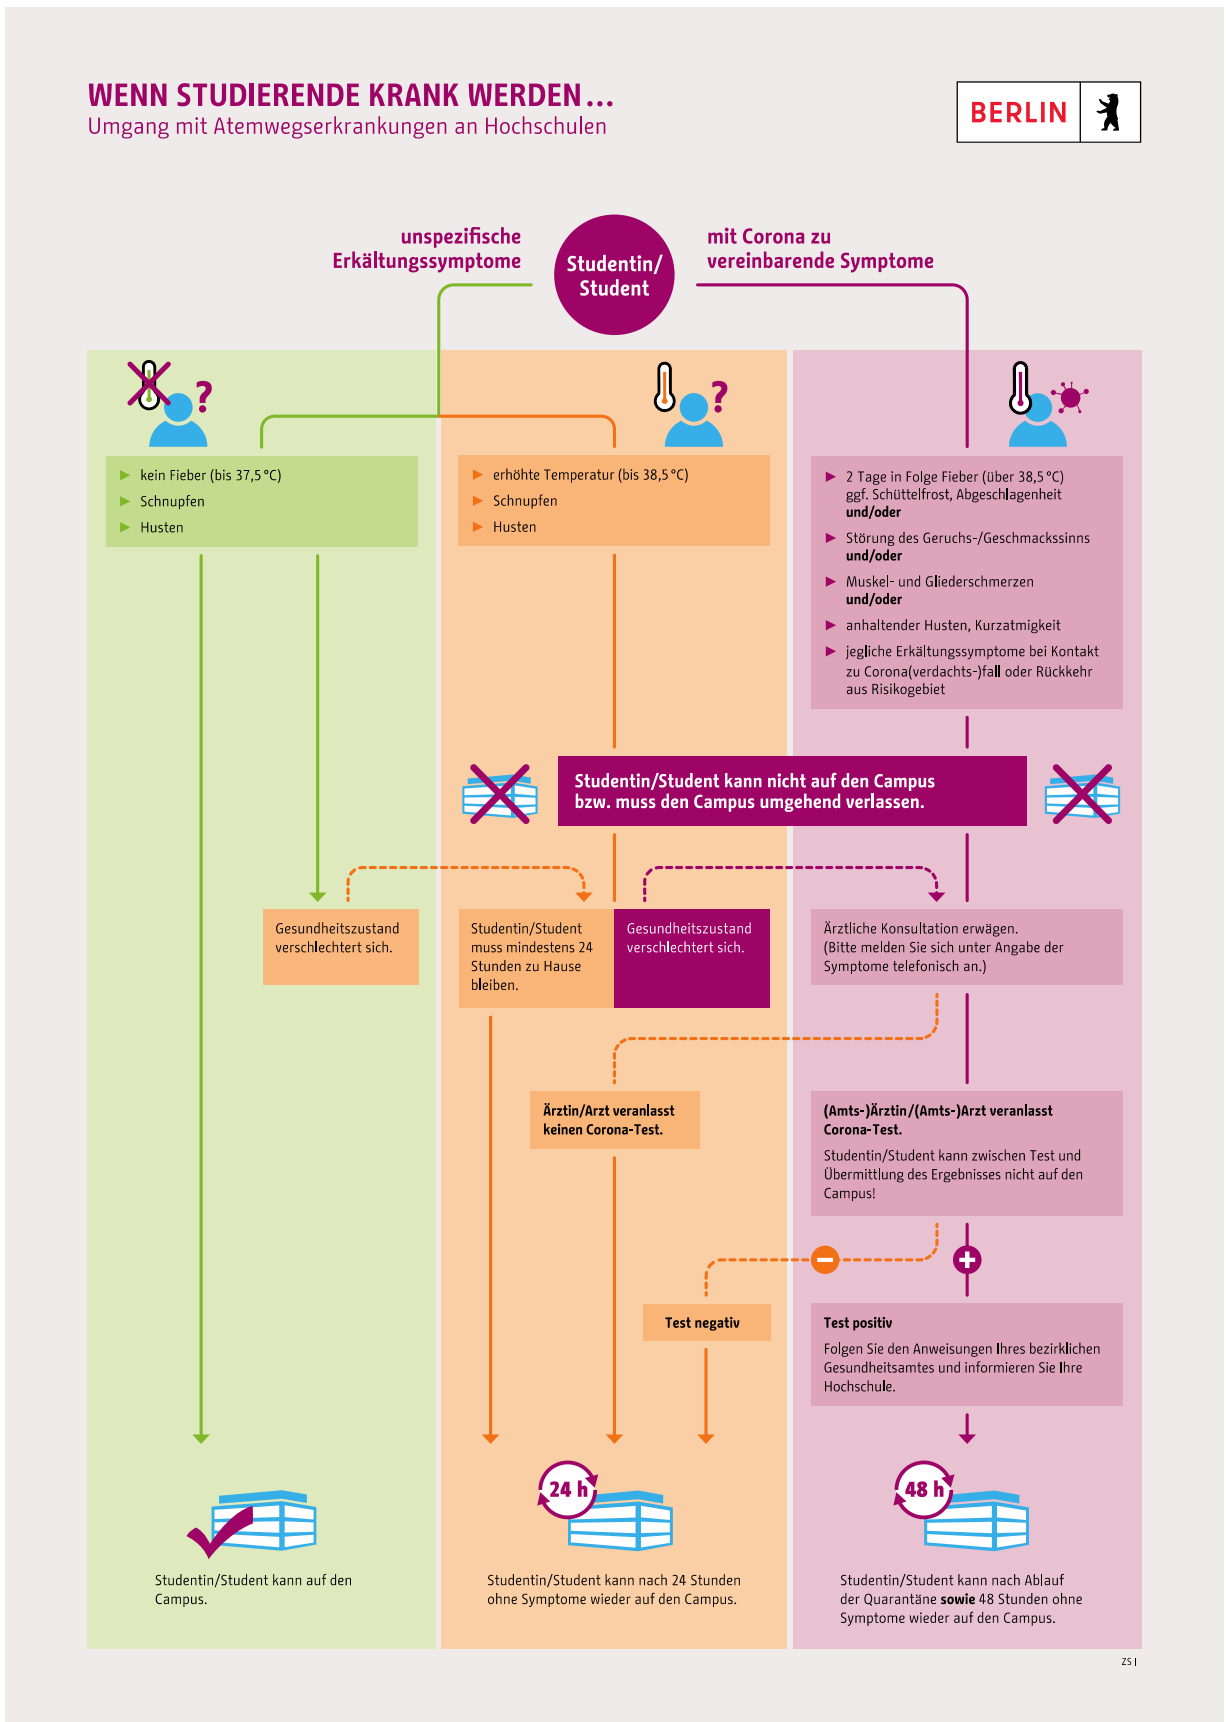 WENN STUDIERENDE KRANK WERDEN...
Umgang mit Atemwegserkrankungen an Hochschulen
BERLIN
unspezifische
Erkältungssymptome
Studentin/
Student
mit Corona zu
vereinbarende Symptome
?
?
kein Fieber (bis 37,5 °C)
Schnupfen
Husten
erhöhte Temperatur (bis 38,5 °C)
Schnupfen
Husten
2 Tage in Folge Fieber (über 38,5 °C)
ggf. Schüttelfrost, Abgeschlagenheit
und/oder
Störung des Geruchs-/Geschmackssinns
und/oder
Muskel- und Gliederschmerzen
und/oder
anhaltender Husten, Kurzatmigkeit
jegliche Erkältungssymptome bei Kontakt
zu Corona(verdachts-)fall oder Rückkehr
aus Risikogebiet
Studentin/Student kann nicht auf den Campus
bzw. muss den Campus umgehend verlassen.
Gesundheitszustand
verschlechtert sich.
Studentin/Student
muss mindestens 24
Stunden zu Hause
bleiben.
Gesundheitszustand
verschlechtert sich.
Ärztliche Konsultation erwägen.
(Bitte melden Sie sich unter Angabe der
Symptome telefonisch an.)
Ärztin/Arzt veranlasst
keinen Corona-Test.
(Amts-)Ärztin/(Amts-)Arzt veranlasst
Corona-Test.
Studentin/Student kann zwischen Test und
Übermittlung des Ergebnisses nicht auf den
Campus!
Test negativ
Test positiv
Folgen Sie den Anweisungen Ihres bezirklichen
Gesundheitsamtes und informieren Sie Ihre
Hochschule.
24 h
48 h
Studentin/Student kann auf den
Campus.
Studentin/Student kann nach 24 Stunden
ohne Symptome wieder auf den Campus.
Studentin/Student kann nach Ablauf
der Quarantäne sowie 48 Stunden ohne
Symptome wieder auf den Campus.
ZS I